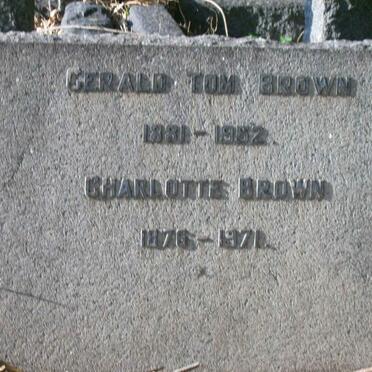 GERALD TOM BROWN
1881 - 1952
CHARLOTTE BROWN
1876 - 1971